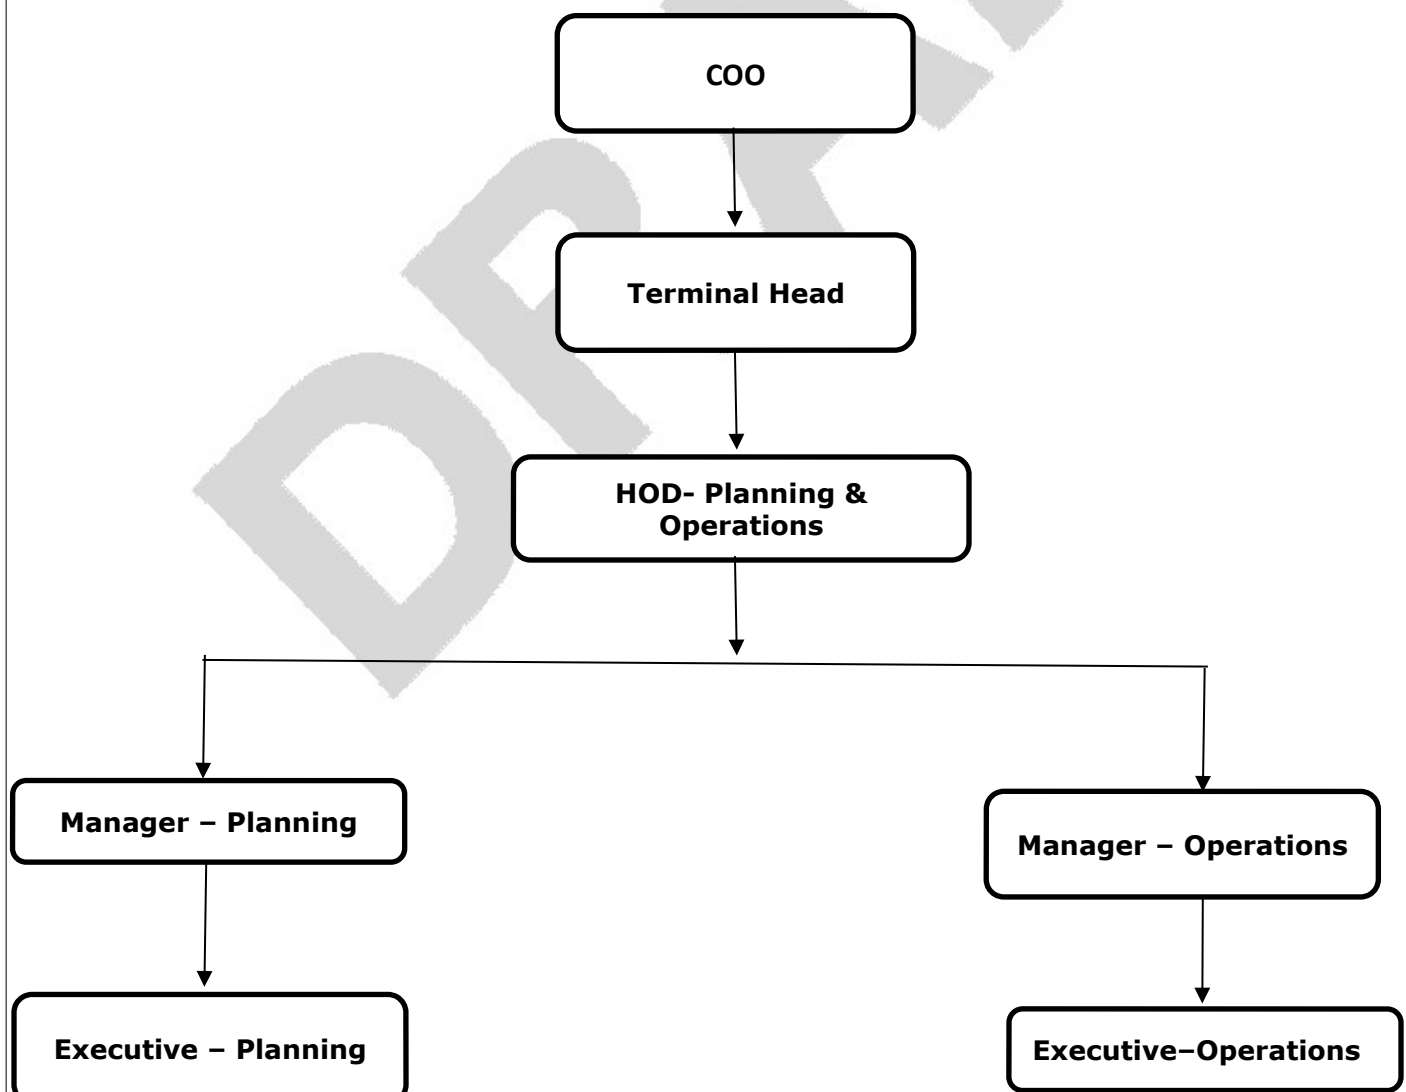 COO
Terminal Head
HOD- Planning &
Operations
Manager – Planning
Manager – Operations
Executive – Planning
Executive–Operations